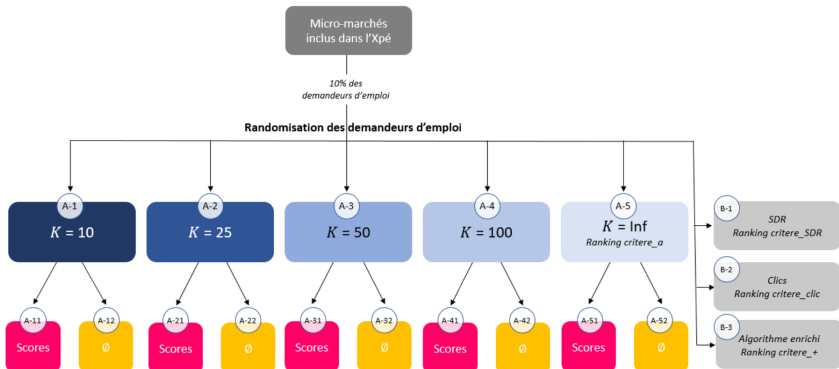 Micro-marchés
inclus dans l'Xpé
10% des
demandeurs d'emploi
Randomisation des demandeurs d'emploi
A-1
K = 10
A-2
K = 25
A-3
K = 50
A-4
K = 100
A-5
K = Inf
Ranking critere_a
B-1
SDR
Ranking critere_SDR
B-2
Clics
Ranking critere_clic
B-3
Algorithme enrichi
Ranking critere_+
A-11
Scores
A-12
Ø
A-21
Scores
A-22
Ø
A-31
Scores
A-32
Ø
A-41
Scores
A-42
Ø
A-51
Scores
A-52
Ø